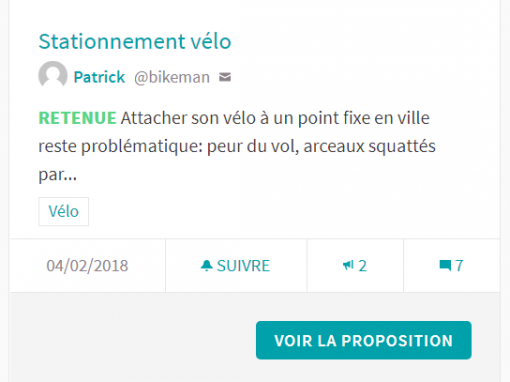 Stationnement vélo
Patrick @bikeman
RETENUE Attacher son vélo à un point fixe en ville
reste problématique: peur du vol, arceaux squattés
par...
Vélo
04/02/2018 SUIVRE 2 7
VOIR LA PROPOSITION